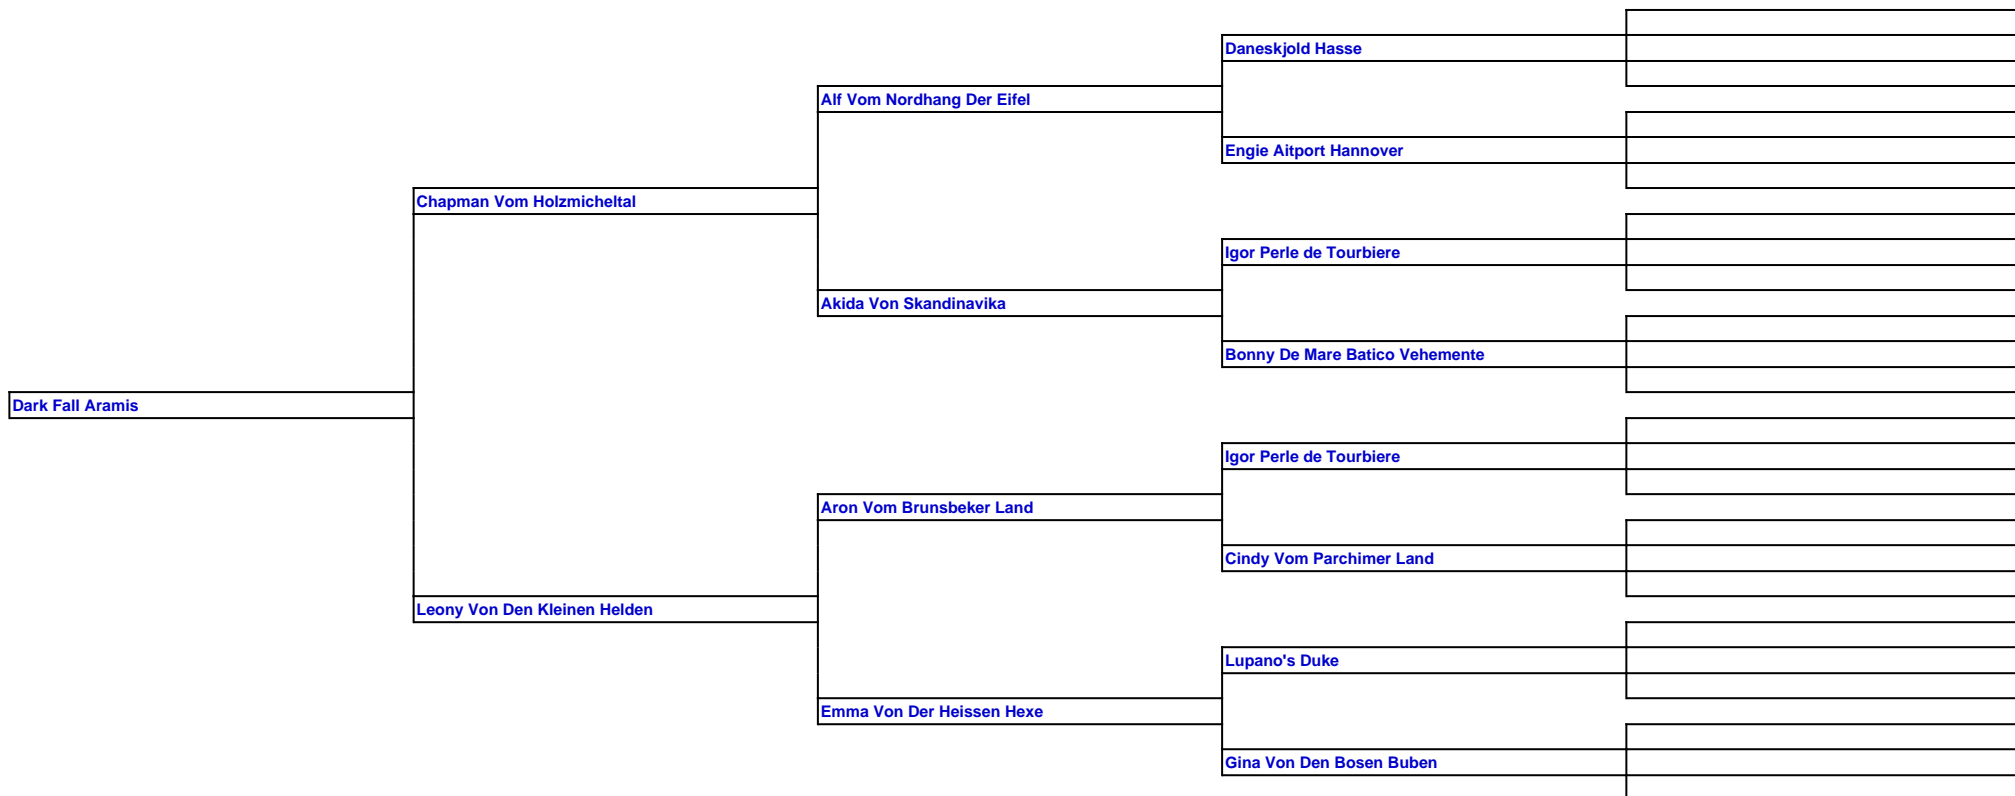 Daneskjold Hasse
Alf Vom Nordhang Der Eifel
Engie Aitport Hannover
Chapman Vom Holzmicheltal
Igor Perle de Tourbiere
Akida Von Skandinavika
Bonny De Mare Batico Vehemente
Dark Fall Aramis
Igor Perle de Tourbiere
Aron Vom Brunsbeker Land
Cindy Vom Parchimer Land
Leony Von Den Kleinen Helden
Lupano's Duke
Emma Von Der Heissen Hexe
Gina Von Den Bosen Buben